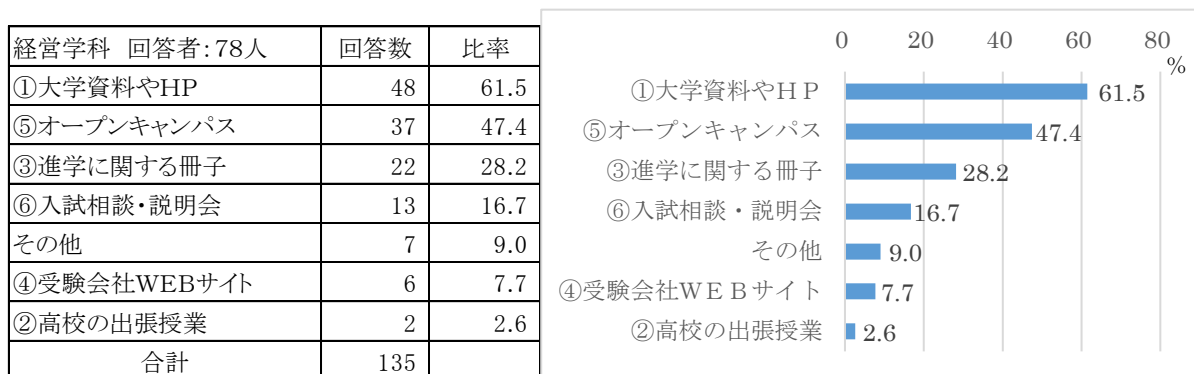 経営学科 回答者:78人 回答数 比率
①大学資料やHP 48 61.5
⑤オープンキャンパス 37 47.4
③進学に関する冊子 22 28.2
⑥入試相談・説明会 13 16.7
その他 7 9.0
④受験会社WEBサイト 6 7.7
②高校の出張授業 2 2.6
合計 135
0 20 40 60 80
%
①大学資料やHP 61.5
⑤オープンキャンパス 47.4
③進学に関する冊子 28.2
⑥入試相談・説明会 16.7
その他 9.0
④受験会社WEBサイト 7.7
②高校の出張授業 2.6